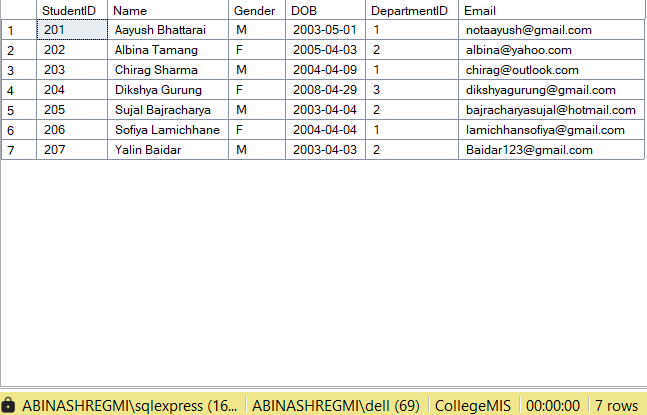 StudentID Name Gender DOB DepartmentID Email
1 201 Aayush Bhattarai M 2003-05-01 1 notaayush@gmail.com
2 202 Albina Tamang F 2005-04-03 2 albina@yahoo.com
3 203 Chirag Sharma M 2004-04-09 1 chirag@outlook.com
4 204 Dikshya Gurung F 2008-04-29 3 dikshyagurung@gmail.com
5 205 Sujal Bajracharya M 2003-04-04 2 bajracharyasujal@hotmail.com
6 206 Sofiya Lamichhane F 2004-04-04 1 lamichhansofiya@gmail.com
7 207 Yalin Baidar M 2003-04-03 2 Baidar123@gmail.com
ABINASHREGMI\sqlexpress (16... ABINASHREGMI\dell (69) CollegeMIS 00:00:00 7 rows